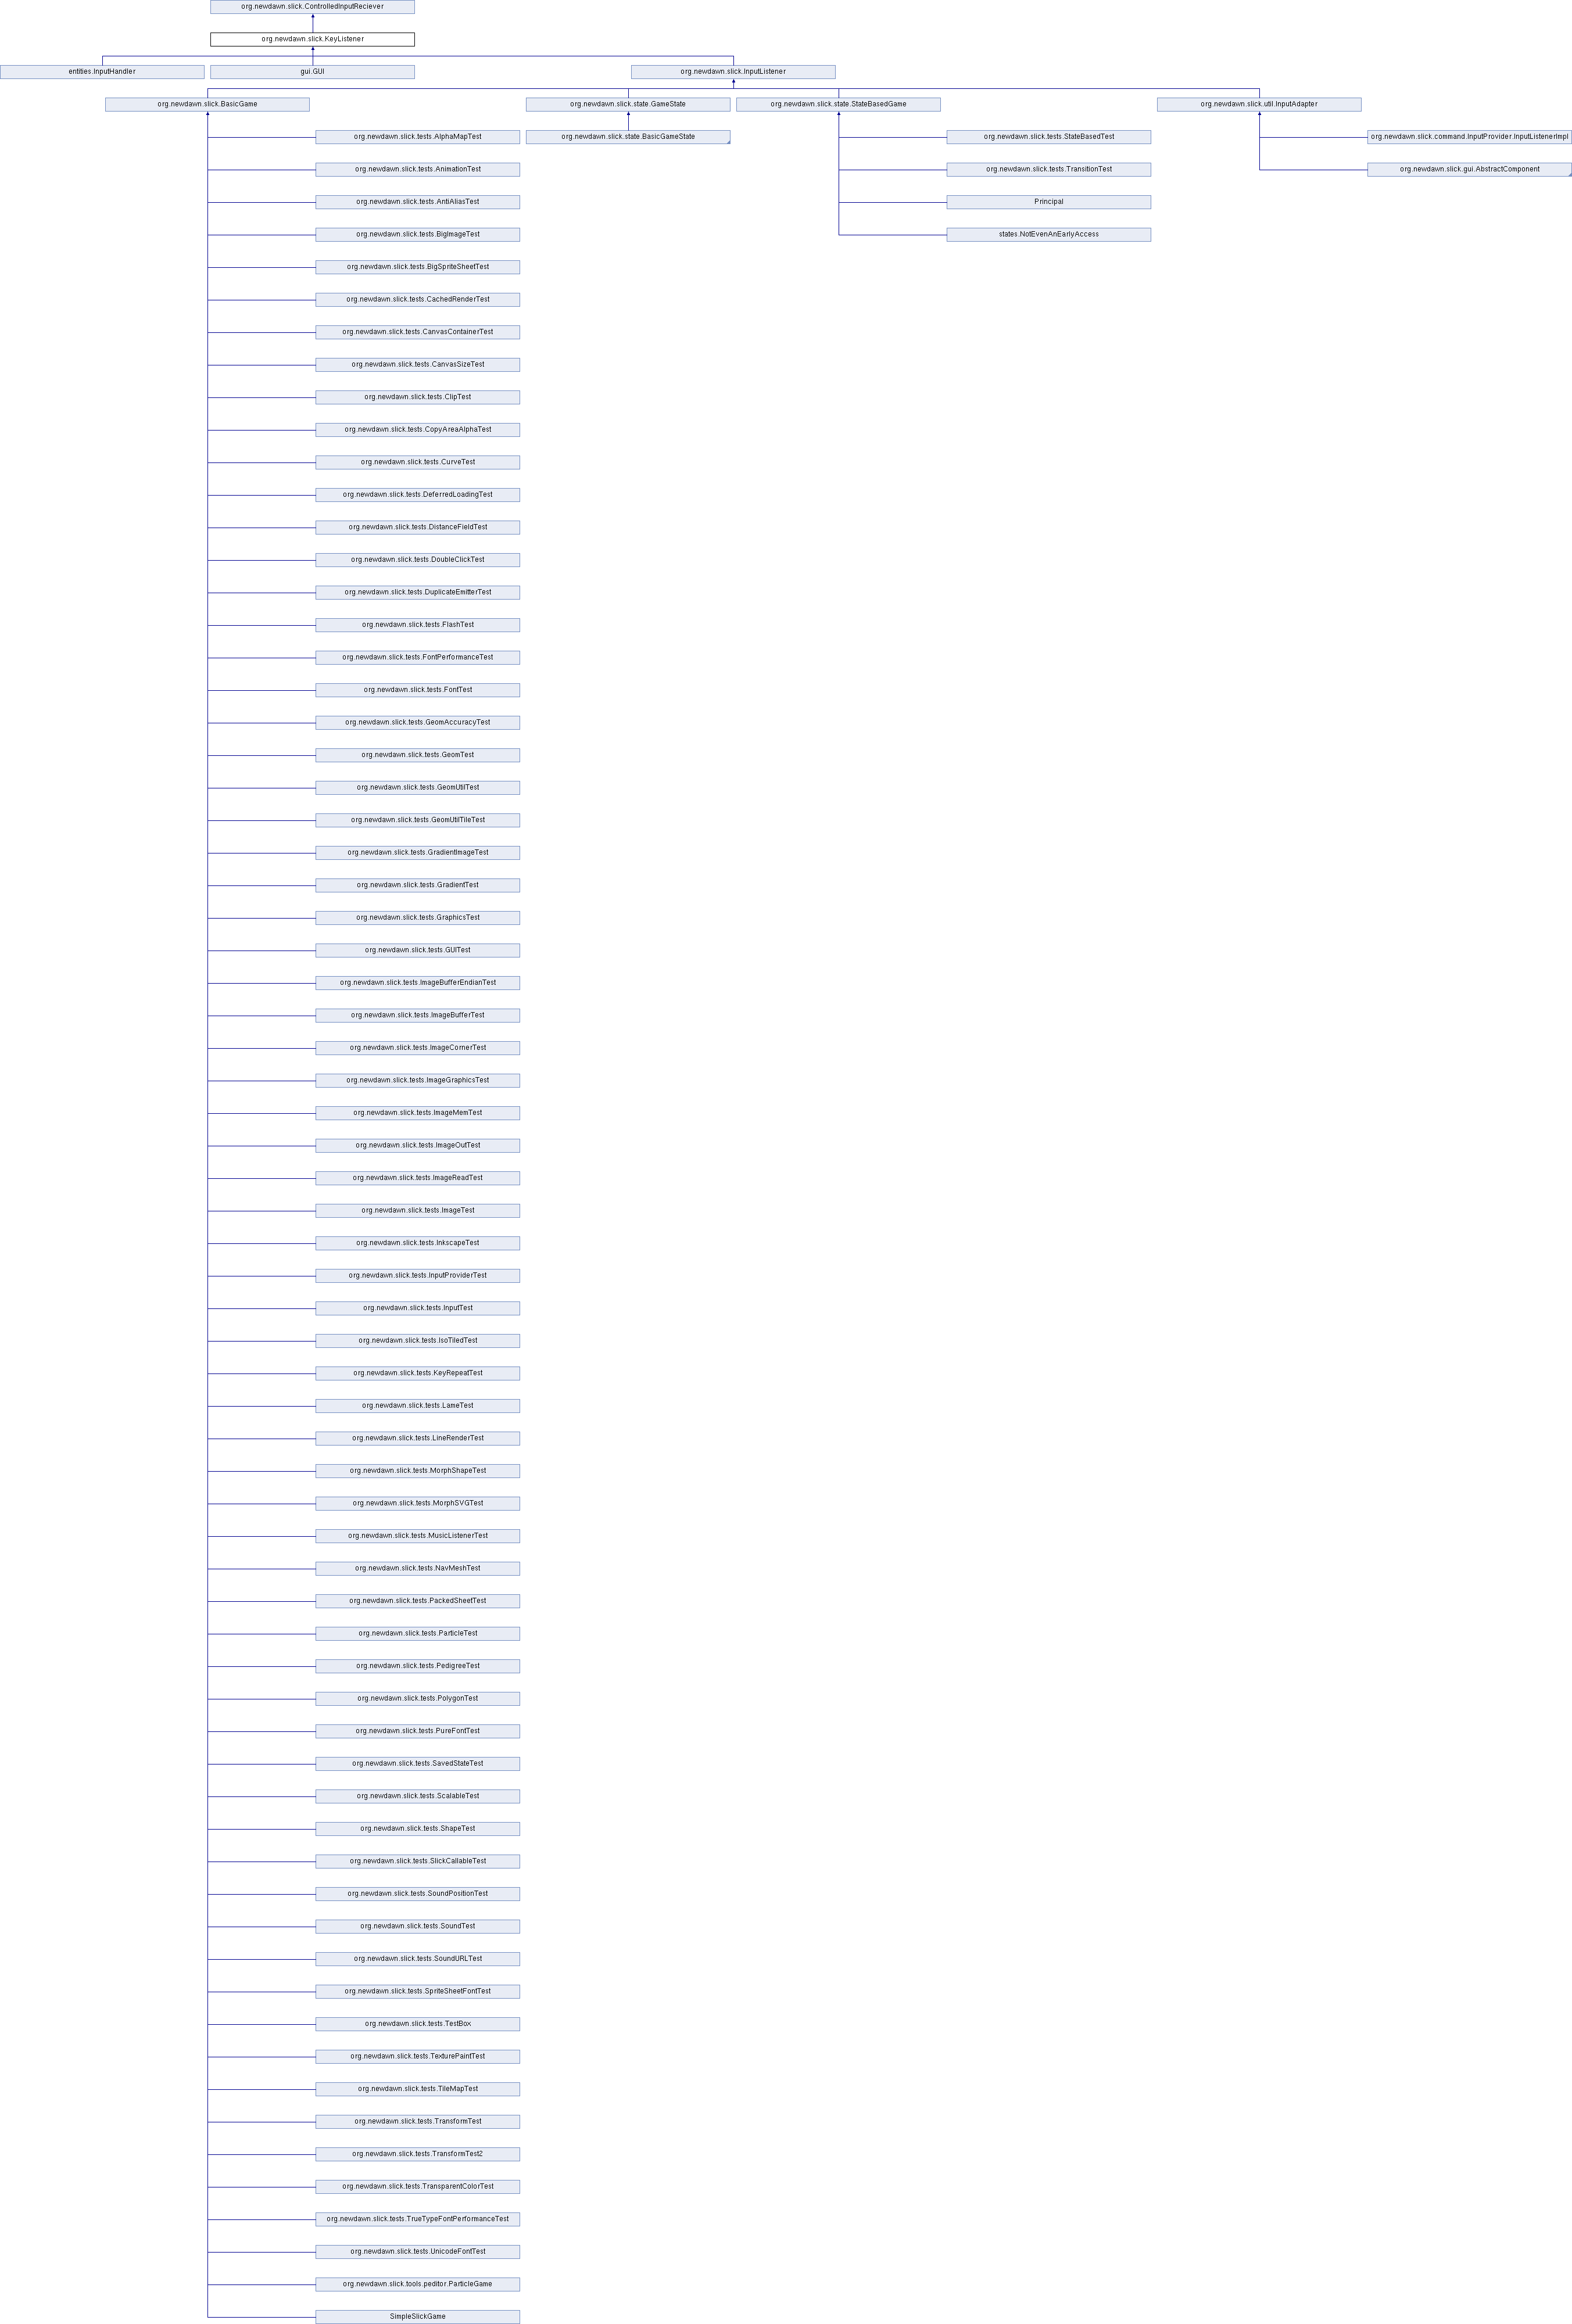 org.newdawn.slick.ControlledInputReciever
org.newdawn.slick.KeyListener
entities.InputHandler
gui.GUI
org.newdawn.slick.InputListener
org.newdawn.slick.BasicGame
org.newdawn.slick.state.GameState
org.newdawn.slick.state.StateBasedGame
org.newdawn.slick.util.InputAdapter
org.newdawn.slick.tests.AlphaMapTest
org.newdawn.slick.state.BasicGameState
org.newdawn.slick.tests.StateBasedTest
org.newdawn.slick.command.InputProvider.InputListenerImpl
org.newdawn.slick.tests.AnimationTest
org.newdawn.slick.tests.TransitionTest
org.newdawn.slick.gui.AbstractComponent
org.newdawn.slick.tests.AntiAliasTest
Principal
org.newdawn.slick.tests.BigImageTest
states.NotEvenAnEarlyAccess
org.newdawn.slick.tests.BigSpriteSheetTest
org.newdawn.slick.tests.CachedRenderTest
org.newdawn.slick.tests.CanvasContainerTest
org.newdawn.slick.tests.CanvasSizeTest
org.newdawn.slick.tests.ClipTest
org.newdawn.slick.tests.CopyAreaAlphaTest
org.newdawn.slick.tests.CurveTest
org.newdawn.slick.tests.DeferredLoadingTest
org.newdawn.slick.tests.DistanceFieldTest
org.newdawn.slick.tests.DoubleClickTest
org.newdawn.slick.tests.DuplicateEmitterTest
org.newdawn.slick.tests.FlashTest
org.newdawn.slick.tests.FontPerformanceTest
org.newdawn.slick.tests.FontTest
org.newdawn.slick.tests.GeomAccuracyTest
org.newdawn.slick.tests.GeomTest
org.newdawn.slick.tests.GeomUtilTest
org.newdawn.slick.tests.GeomUtilTileTest
org.newdawn.slick.tests.GradientImageTest
org.newdawn.slick.tests.GradientTest
org.newdawn.slick.tests.GraphicsTest
org.newdawn.slick.tests.GUITest
org.newdawn.slick.tests.ImageBufferEndianTest
org.newdawn.slick.tests.ImageBufferTest
org.newdawn.slick.tests.ImageCornerTest
org.newdawn.slick.tests.ImageGraphicsTest
org.newdawn.slick.tests.ImageMemTest
org.newdawn.slick.tests.ImageOutTest
org.newdawn.slick.tests.ImageReadTest
org.newdawn.slick.tests.ImageTest
org.newdawn.slick.tests.InkscapeTest
org.newdawn.slick.tests.InputProviderTest
org.newdawn.slick.tests.InputTest
org.newdawn.slick.tests.IsoTiledTest
org.newdawn.slick.tests.KeyRepeatTest
org.newdawn.slick.tests.LameTest
org.newdawn.slick.tests.LineRenderTest
org.newdawn.slick.tests.MorphShapeTest
org.newdawn.slick.tests.MorphSVGTest
org.newdawn.slick.tests.MusicListenerTest
org.newdawn.slick.tests.NavMeshTest
org.newdawn.slick.tests.PackedSheetTest
org.newdawn.slick.tests.ParticleTest
org.newdawn.slick.tests.PedigreeTest
org.newdawn.slick.tests.PolygonTest
org.newdawn.slick.tests.PureFontTest
org.newdawn.slick.tests.SavedStateTest
org.newdawn.slick.tests.ScalableTest
org.newdawn.slick.tests.ShapeTest
org.newdawn.slick.tests.SlickCallableTest
org.newdawn.slick.tests.SoundPositionTest
org.newdawn.slick.tests.SoundTest
org.newdawn.slick.tests.SoundURLTest
org.newdawn.slick.tests.SpriteSheetFontTest
org.newdawn.slick.tests.TestBox
org.newdawn.slick.tests.TexturePaintTest
org.newdawn.slick.tests.TileMapTest
org.newdawn.slick.tests.TransformTest
org.newdawn.slick.tests.TransformTest2
org.newdawn.slick.tests.TransparentColorTest
org.newdawn.slick.tests.TrueTypeFontPerformanceTest
org.newdawn.slick.tests.UnicodeFontTest
org.newdawn.slick.tools.peditor.ParticleGame
SimpleSlickGame